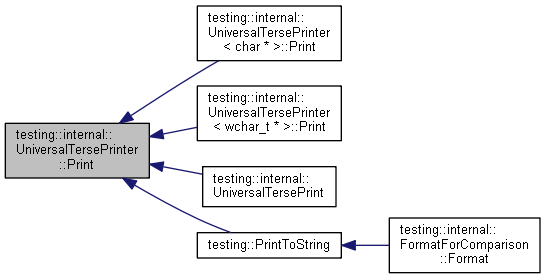 testing::internal::
UniversalTersePrinter
< char * >::Print
testing::internal::
UniversalTersePrinter
< wchar_t * >::Print
testing::internal::
UniversalTersePrinter
::Print
testing::internal::
UniversalTersePrint
testing::PrintToString
testing::internal::
FormatForComparison
::Format